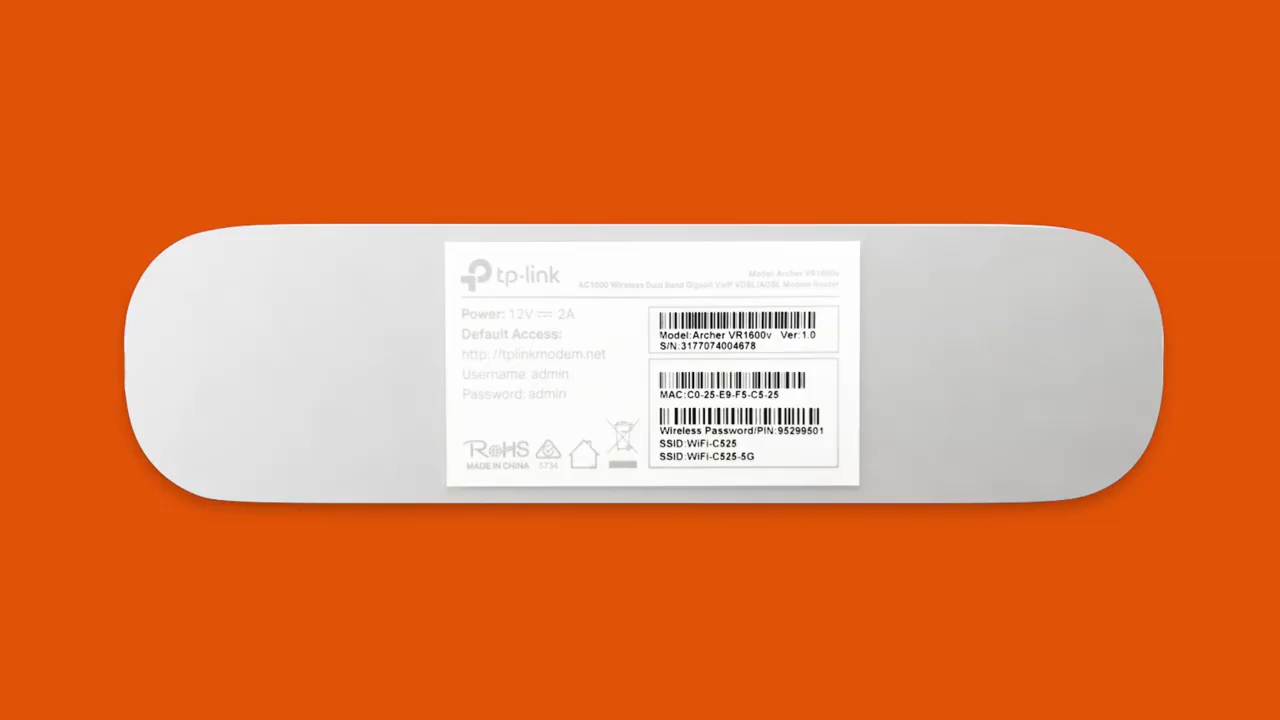 tp-link
Model: Archer VR1600v
AC1600 Wireless Dual Band Gigabit VoIP VDSL/ADSL Modem Router
Power: 12V ⎓ 2A
Default Access:
http://tplinkmodem.net
Username: admin
Password: admin
RoHS
MADE IN CHINA
5734
Model:Archer VR1600v Ver:1.0
S/N:3177074004678
MAC:C0-25-E9-F5-C5-25
Wireless Password/PIN:95299501
SSID:WiFi-C525
SSID:WiFi-C525-5G